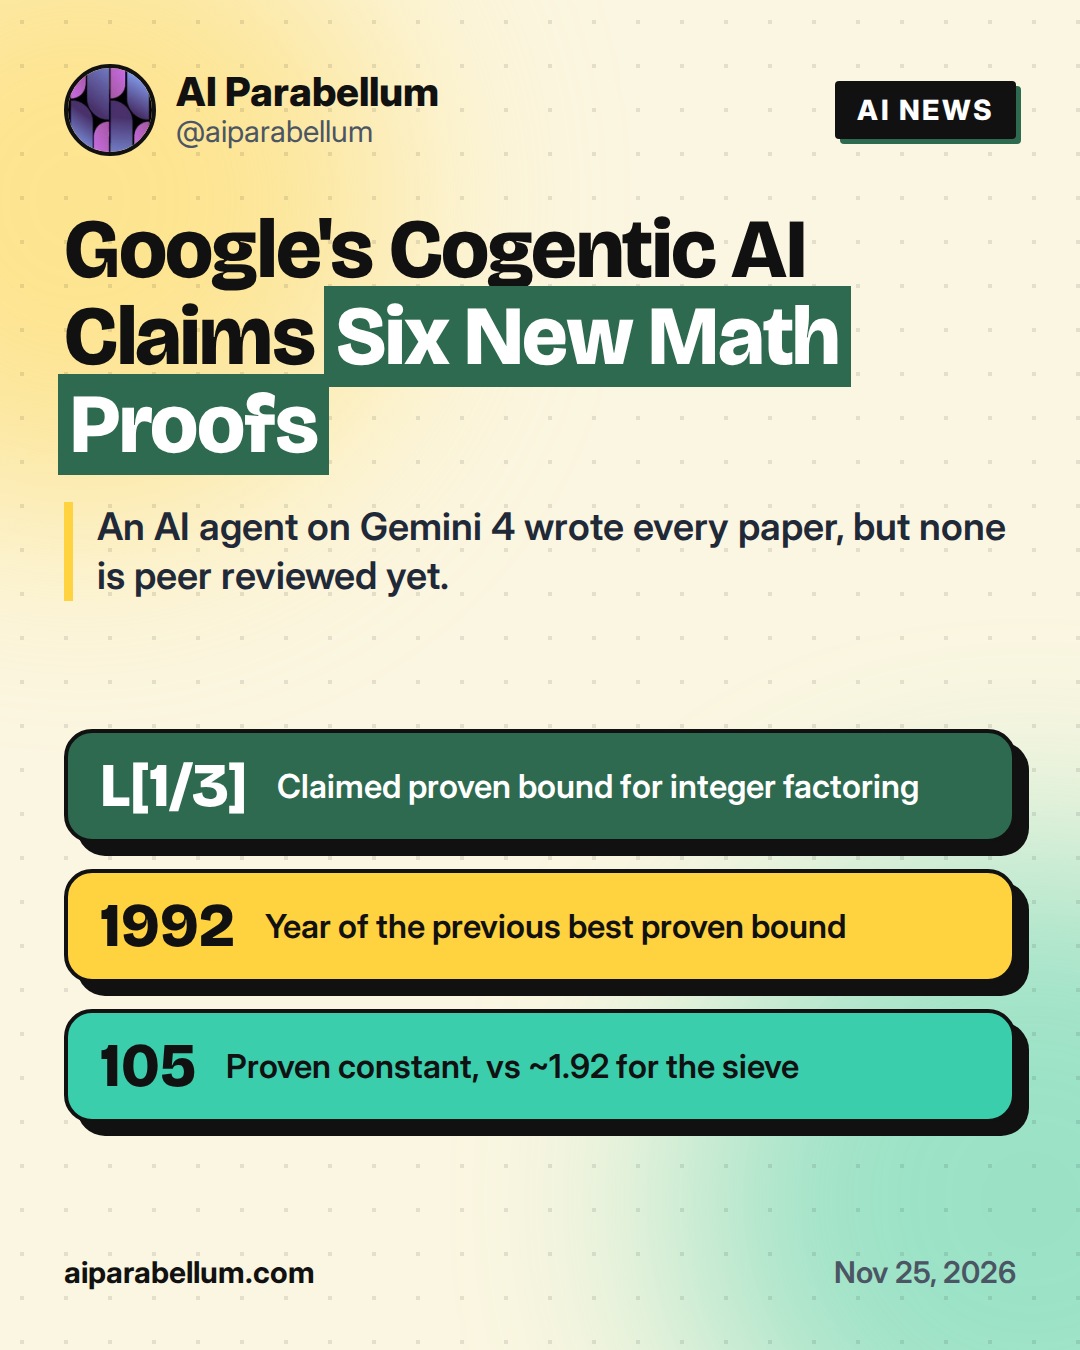 AI Parabellum
@aiparabellum
AI NEWS
Google's Cogentic AI
Claims Six New Math
Proofs
An AI agent on Gemini 4 wrote every paper, but none
is peer reviewed yet.
L[1/3] Claimed proven bound for integer factoring
1992 Year of the previous best proven bound
105 Proven constant, vs ~1.92 for the sieve
aiparabellum.com
Nov 25, 2026